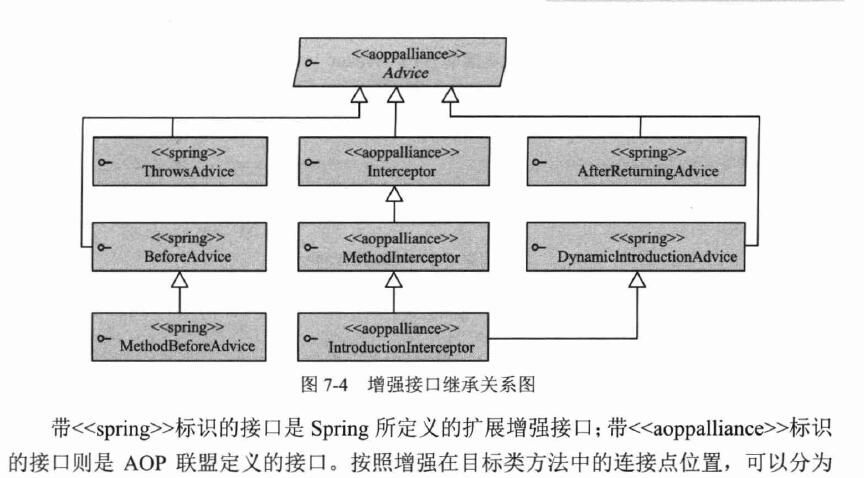 <<aoppalliance>>
Advice
<<spring>>
ThrowsAdvice
<<aoppalliance>>
Interceptor
<<spring>>
AfterReturningAdvice
<<spring>>
BeforeAdvice
<<aoppalliance>>
MethodInterceptor
<<spring>>
DynamicIntroductionAdvice
<<spring>>
MethodBeforeAdvice
<<aoppalliance>>
IntroductionInterceptor
图 7-4 增强接口继承关系图
带<<spring>>标识的接口是 Spring 所定义的扩展增强接口；带<<aoppalliance>>标识
的接口则是 AOP 联盟定义的接口。按照增强在目标类方法中的连接点位置，可以分为